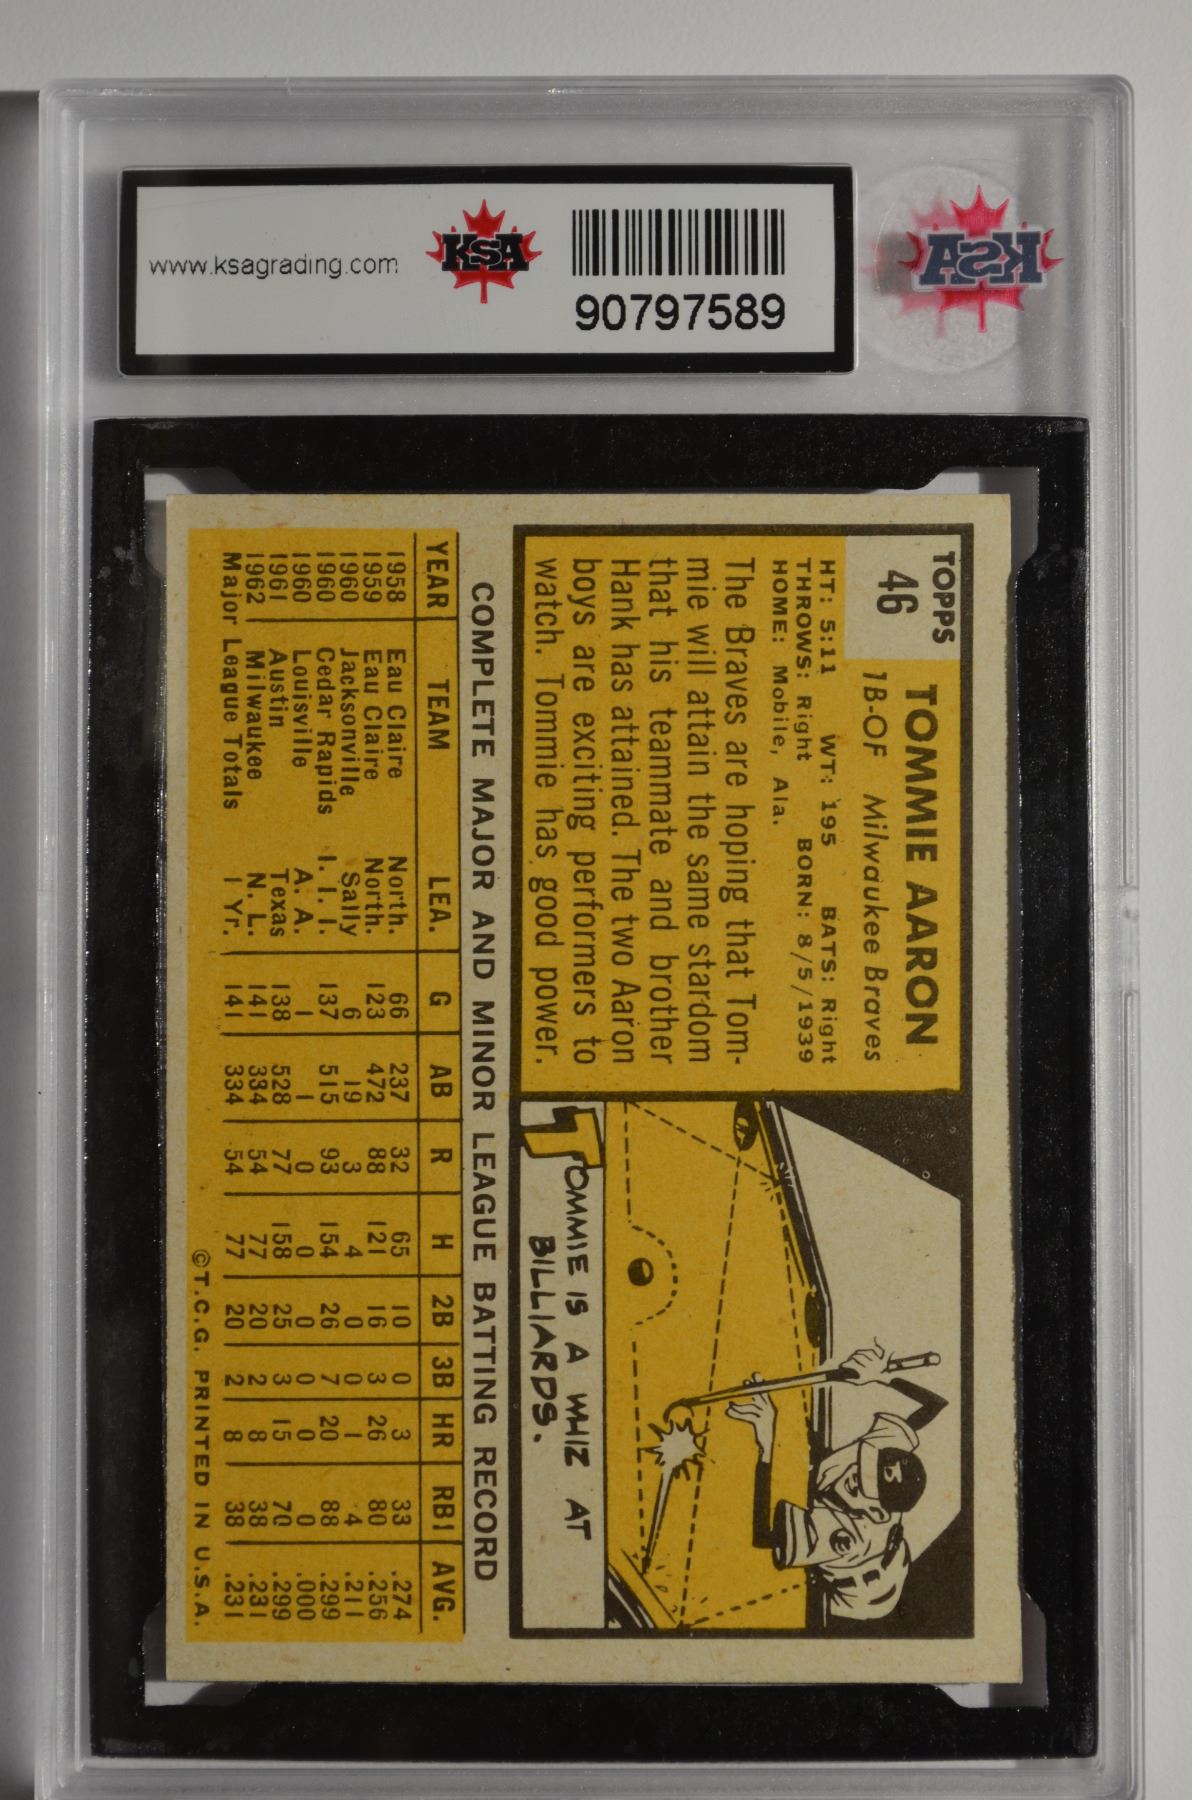 www.ksagrading.com
KSA
90797589
KSA
TOPPS
46
TOMMIE AARON
1B-OF Milwaukee Braves
HT: 5:11 WT: 195 BATS: Right
THROWS: Right BORN: 8/5/1939
HOME: Mobile, Ala.
The Braves are hoping that Tom-
mie will attain the same stardom
that his teammate and brother
Hank has attained. The two Aaron
boys are exciting performers to
watch. Tommie has good power.
TOMMIE IS A WHIZ AT
BILLIARDS.
COMPLETE MAJOR AND MINOR LEAGUE BATTING RECORD
YEAR TEAM LEA. G AB R H 2B 3B HR RBI AVG.
1958 Eau Claire North. 66 237 32 65 10 0 3 33 .274
1959 Eau Claire North. 123 472 88 121 16 3 26 80 .256
1960 Jacksonville Sally 6 19 3 4 0 0 1 4 .211
1960 Cedar Rapids I. I. I. 137 515 93 154 26 7 20 88 .299
1960 Louisville A. A. 1 1 0 0 0 0 0 0 .000
1961 Austin Texas 138 528 77 158 25 3 15 70 .299
1962 Milwaukee N. L. 141 334 54 77 20 2 8 38 .231
Major League Totals 1 Yr. 141 334 54 77 20 2 8 38 .231
©T.C.G. PRINTED IN U.S.A.